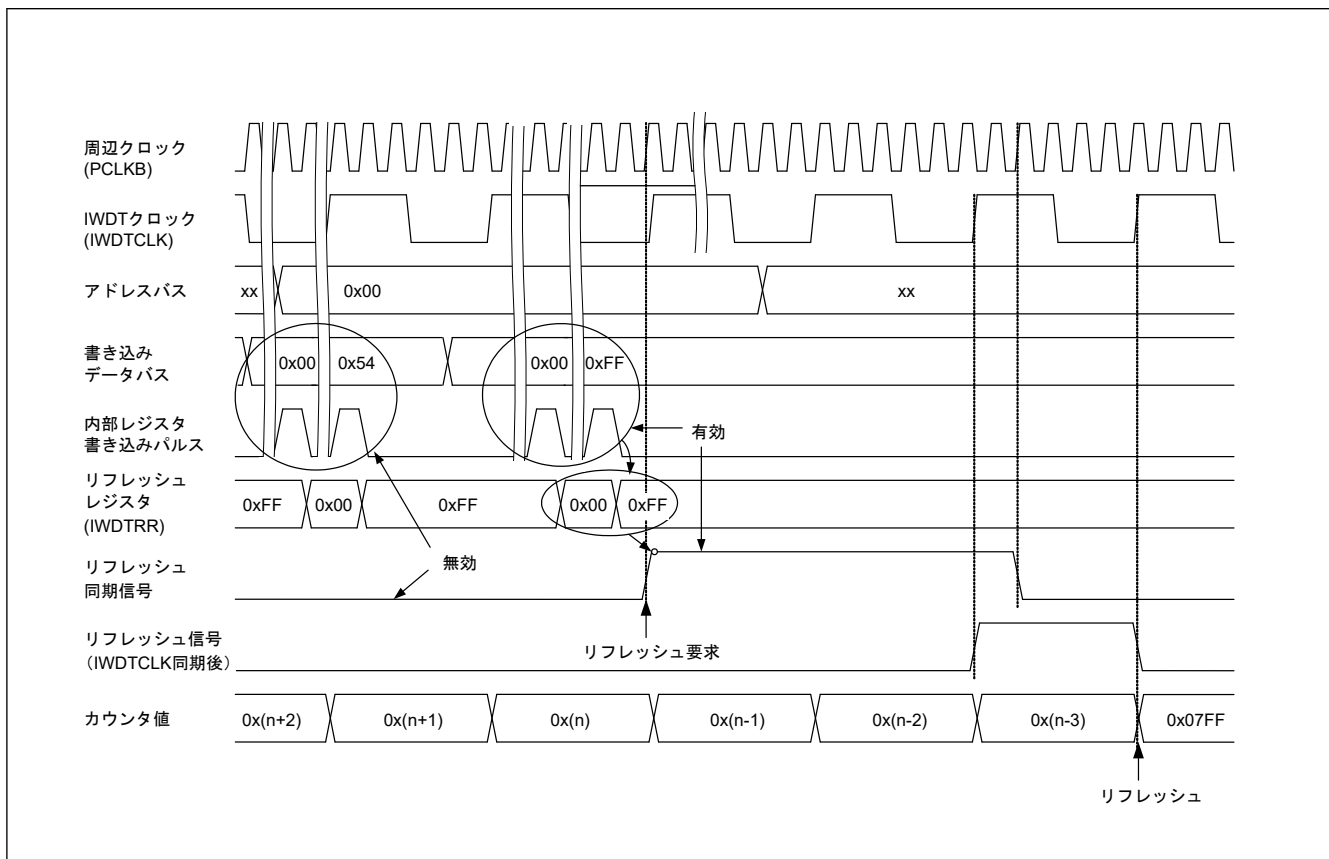 周辺クロック
(PCLKB)
IWDTクロック
(IWDTCLK)
アドレスバス
xx
0x00
xx
書き込み
データバス
0x00
0x54
0x00
0xFF
内部レジスタ
書き込みパルス
有効
リフレッシュ
レジスタ
(IWDTRR)
0xFF
0x00
0xFF
0x00
0xFF
無効
リフレッシュ
同期信号
リフレッシュ要求
リフレッシュ信号
(IWDTCLK同期後)
カウンタ値
0x(n+2)
0x(n+1)
0x(n)
0x(n-1)
0x(n-2)
0x(n-3)
0x07FF
リフレッシュ